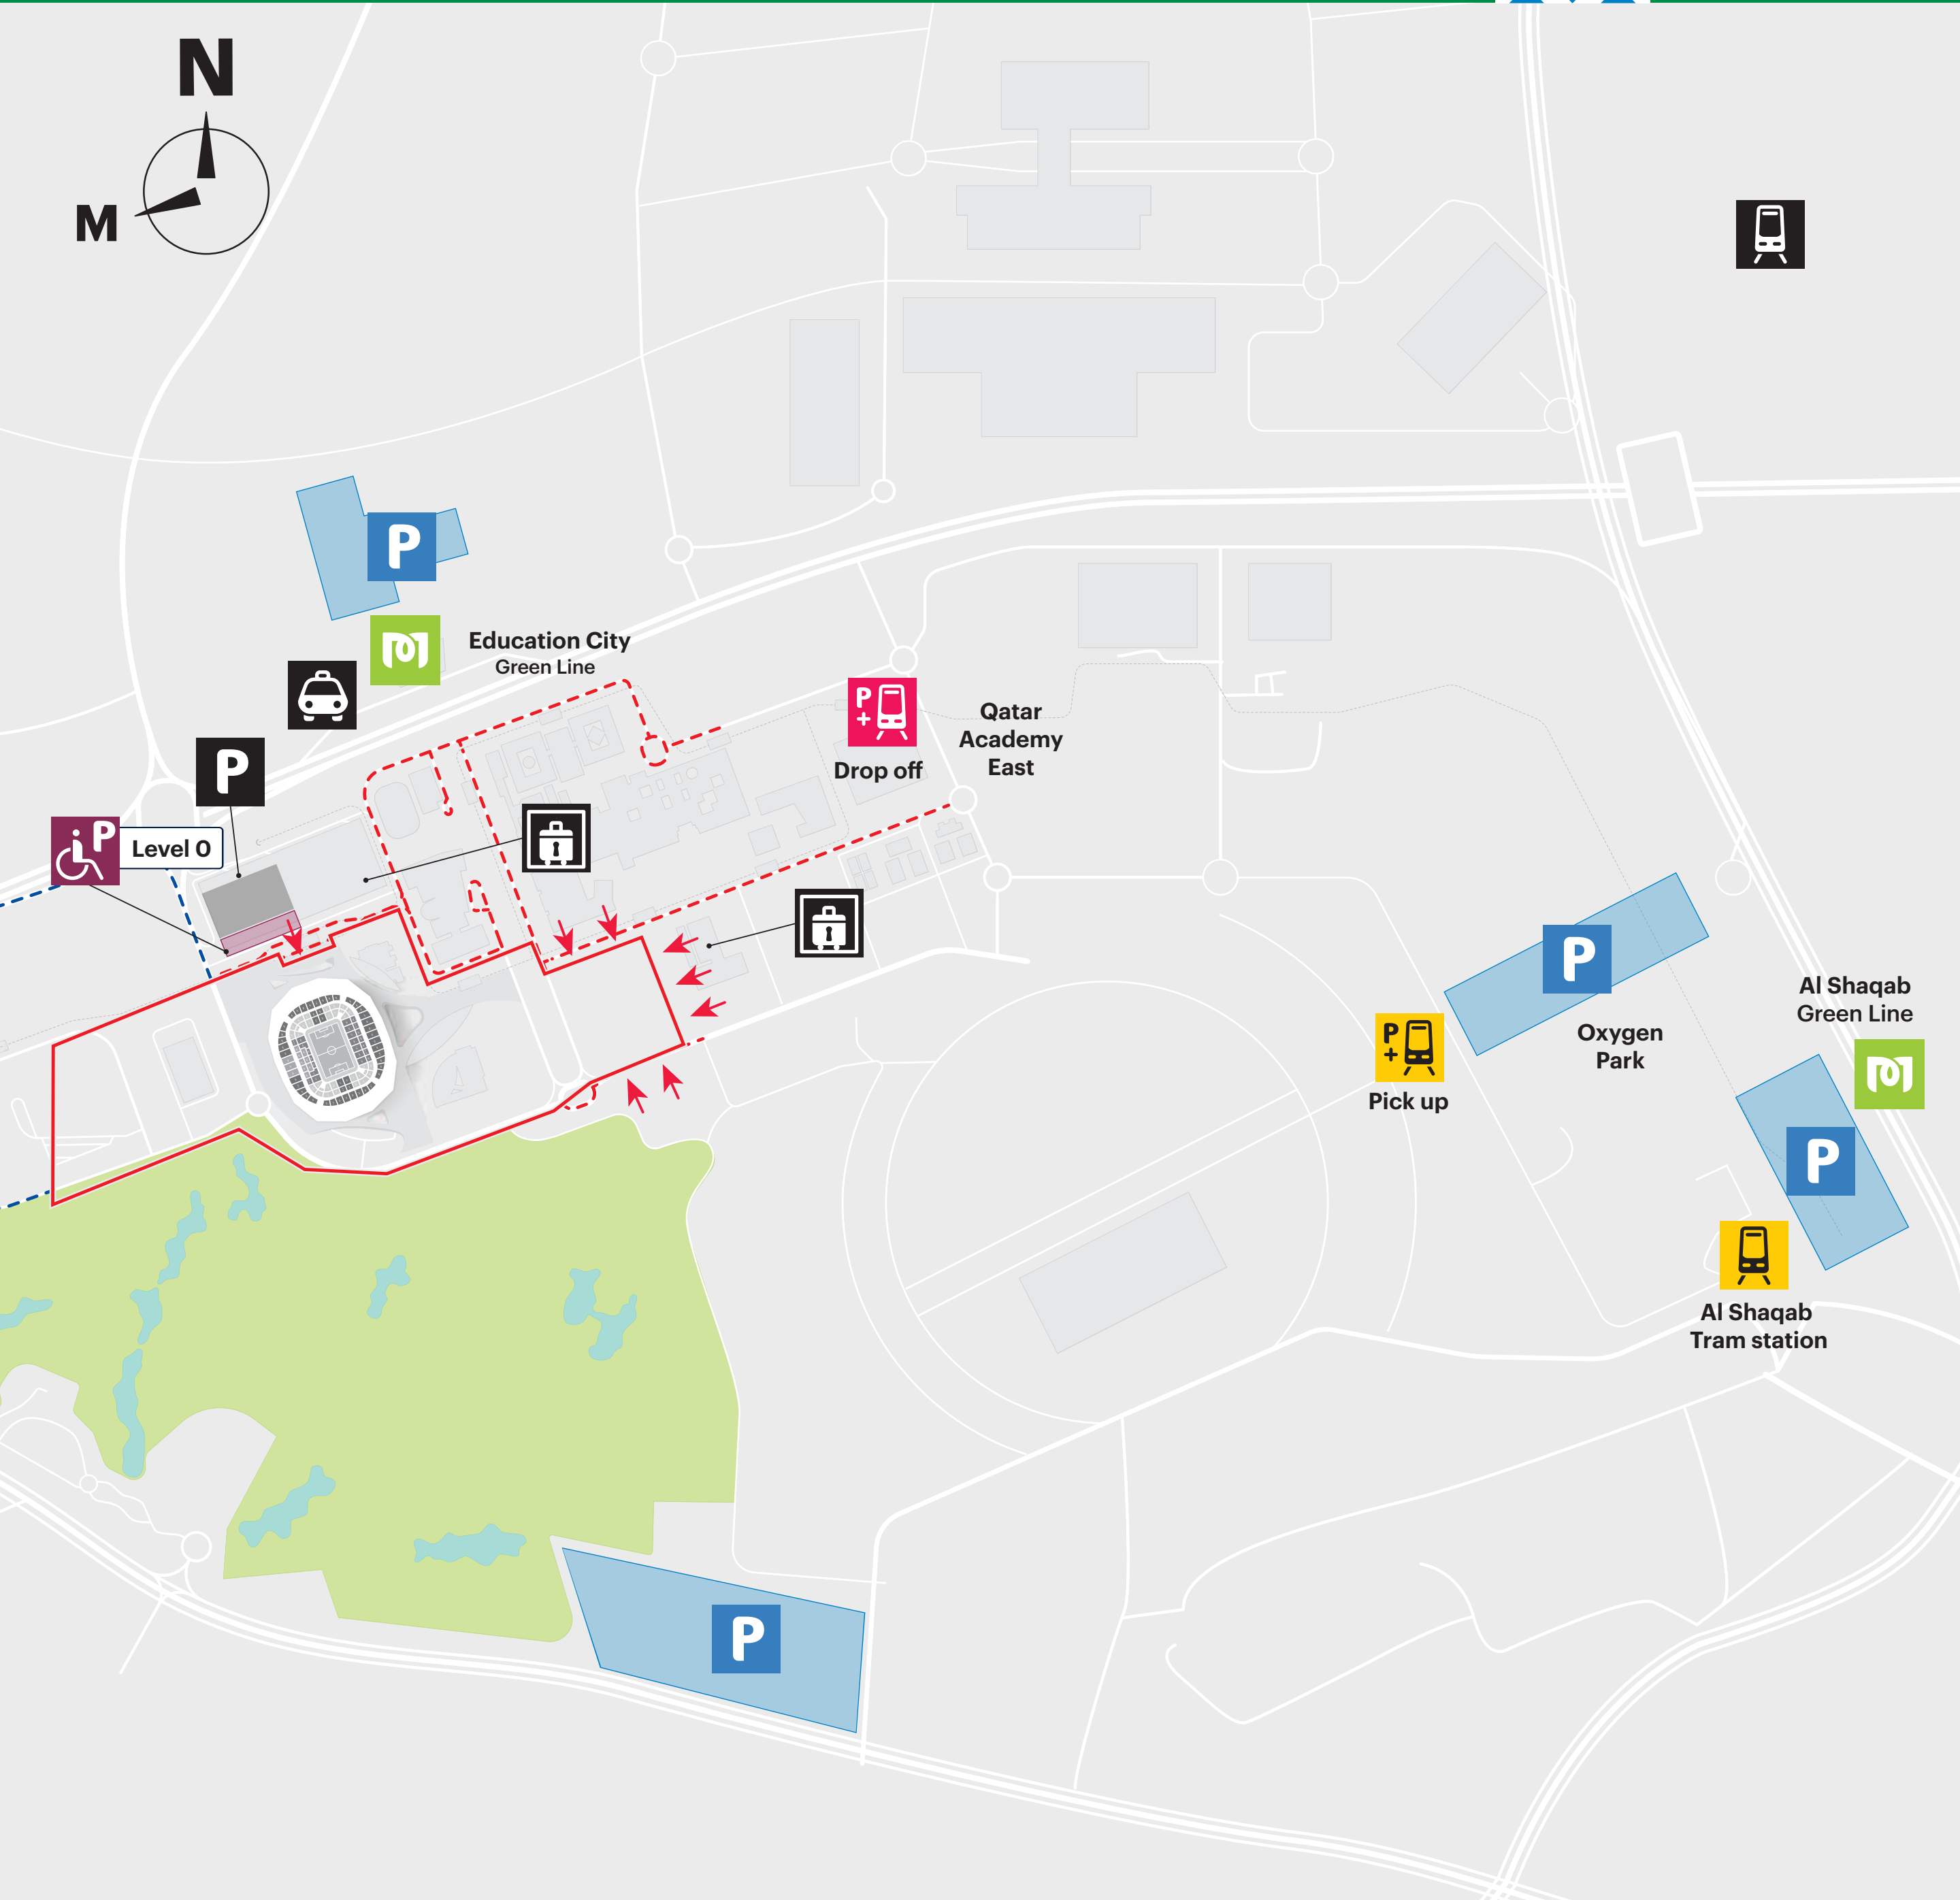 N
M
P
Education City
Green Line
P
P
+
Drop off
Qatar
Academy
East
P
Level 0
P
Oxygen
Park
Al Shaqab
Green Line
P
+
Pick up
P
Al Shaqab
Tram station
P